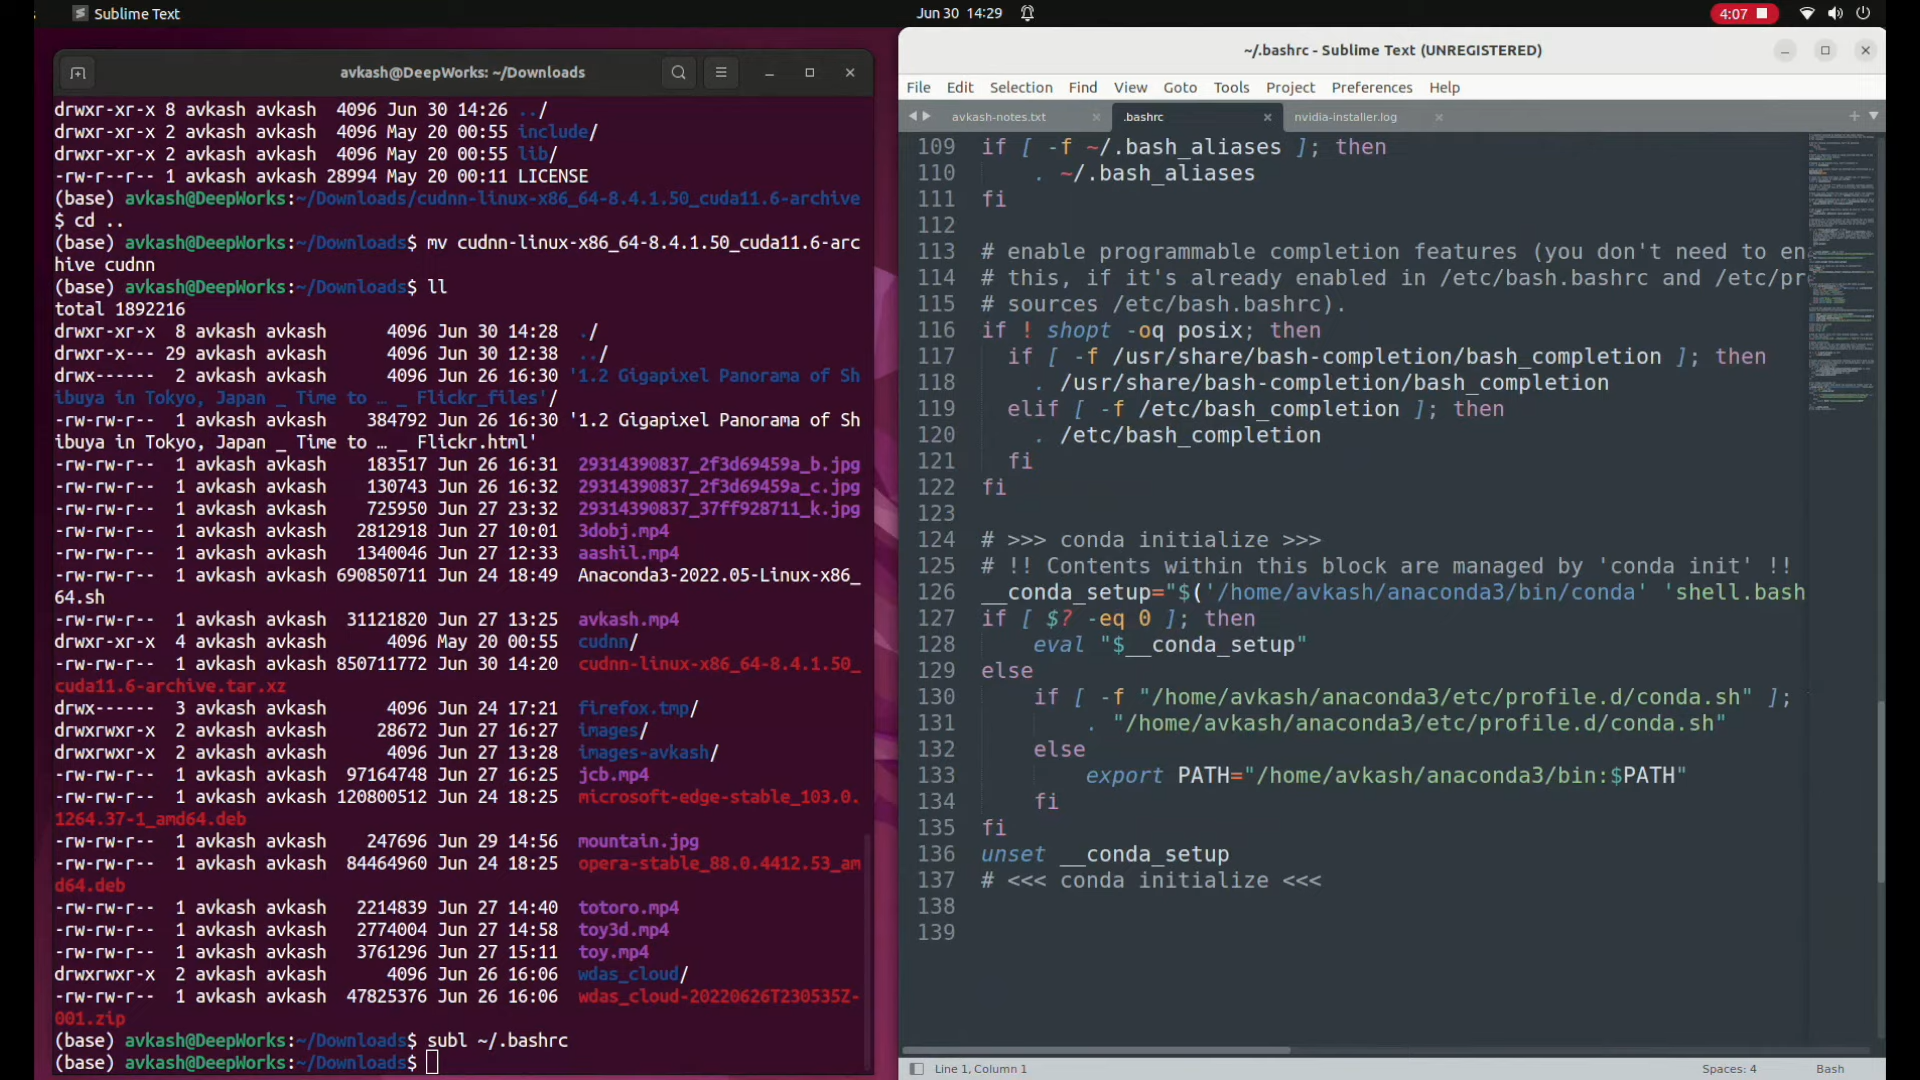 Sublime Text
Jun 30 14:29
4:07
avkash@DeepWorks: ~/Downloads
drwxr-xr-x 8 avkash avkash 4096 Jun 30 14:26 ../
drwxr-xr-x 2 avkash avkash 4096 May 20 00:55 include/
drwxr-xr-x 2 avkash avkash 4096 May 20 00:55 lib/
-rw-r--r-- 1 avkash avkash 28994 May 20 00:11 LICENSE
(base) avkash@DeepWorks:~/Downloads/cudnn-linux-x86_64-8.4.1.50_cuda11.6-archive
$ cd ..
(base) avkash@DeepWorks:~/Downloads$ mv cudnn-linux-x86_64-8.4.1.50_cuda11.6-arc
hive cudnn
(base) avkash@DeepWorks:~/Downloads$ ll
total 1892216
drwxr-xr-x 8 avkash avkash 4096 Jun 30 14:28 ./
drwxr-x--- 29 avkash avkash 4096 Jun 30 12:38 ../
drwx------ 2 avkash avkash 4096 Jun 26 16:30 '1.2 Gigapixel Panorama of Sh
ibuya in Tokyo, Japan _ Time to … _ Flickr_files'/
-rw-rw-r-- 1 avkash avkash 384792 Jun 26 16:30 '1.2 Gigapixel Panorama of Sh
ibuya in Tokyo, Japan _ Time to … _ Flickr.html'
-rw-rw-r-- 1 avkash avkash 183517 Jun 26 16:31 29314390837_2f3d69459a_b.jpg
-rw-rw-r-- 1 avkash avkash 130743 Jun 26 16:32 29314390837_2f3d69459a_c.jpg
-rw-rw-r-- 1 avkash avkash 725950 Jun 27 23:32 29314390837_37ff928711_k.jpg
-rw-rw-r-- 1 avkash avkash 2812918 Jun 27 10:01 3dobj.mp4
-rw-rw-r-- 1 avkash avkash 1340046 Jun 27 12:33 aashil.mp4
-rw-rw-r-- 1 avkash avkash 690850711 Jun 24 18:49 Anaconda3-2022.05-Linux-x86_
64.sh
-rw-rw-r-- 1 avkash avkash 31121820 Jun 27 13:25 avkash.mp4
drwxr-xr-x 4 avkash avkash 4096 May 20 00:55 cudnn/
-rw-rw-r-- 1 avkash avkash 850711772 Jun 30 14:20 cudnn-linux-x86_64-8.4.1.50_
cuda11.6-archive.tar.xz
drwx------ 3 avkash avkash 4096 Jun 24 17:21 firefox.tmp/
drwxrwxr-x 2 avkash avkash 28672 Jun 27 16:27 images/
drwxrwxr-x 2 avkash avkash 4096 Jun 27 13:28 images-avkash/
-rw-rw-r-- 1 avkash avkash 97164748 Jun 27 16:25 jcb.mp4
-rw-rw-r-- 1 avkash avkash 120800512 Jun 24 18:25 microsoft-edge-stable_103.0.
1264.37-1_amd64.deb
-rw-rw-r-- 1 avkash avkash 247696 Jun 29 14:56 mountain.jpg
-rw-rw-r-- 1 avkash avkash 84464960 Jun 24 18:25 opera-stable_88.0.4412.53_am
d64.deb
-rw-rw-r-- 1 avkash avkash 2214839 Jun 27 14:40 totoro.mp4
-rw-rw-r-- 1 avkash avkash 2774004 Jun 27 14:58 toy3d.mp4
-rw-rw-r-- 1 avkash avkash 3761296 Jun 27 15:11 toy.mp4
drwxrwxr-x 2 avkash avkash 4096 Jun 26 16:06 wdas_cloud/
-rw-rw-r-- 1 avkash avkash 47825376 Jun 26 16:06 wdas_cloud-20220626T230535Z-
001.zip
(base) avkash@DeepWorks:~/Downloads$ subl ~/.bashrc
(base) avkash@DeepWorks:~/Downloads$
~/.bashrc - Sublime Text (UNREGISTERED)
File Edit Selection Find View Goto Tools Project Preferences Help
avkash-notes.txt .bashrc nvidia-installer.log
109 if [ -f ~/.bash_aliases ]; then
110 . ~/.bash_aliases
111 fi
112
113 # enable programmable completion features (you don't need to en
114 # this, if it's already enabled in /etc/bash.bashrc and /etc/pr
115 # sources /etc/bash.bashrc).
116 if ! shopt -oq posix; then
117 if [ -f /usr/share/bash-completion/bash_completion ]; then
118 . /usr/share/bash-completion/bash_completion
119 elif [ -f /etc/bash_completion ]; then
120 . /etc/bash_completion
121 fi
122 fi
123
124 # >>> conda initialize >>>
125 # !! Contents within this block are managed by 'conda init' !!
126 __conda_setup="$('/home/avkash/anaconda3/bin/conda' 'shell.bash
127 if [ $? -eq 0 ]; then
128 eval "$__conda_setup"
129 else
130 if [ -f "/home/avkash/anaconda3/etc/profile.d/conda.sh" ];
131 . "/home/avkash/anaconda3/etc/profile.d/conda.sh"
132 else
133 export PATH="/home/avkash/anaconda3/bin:$PATH"
134 fi
135 fi
136 unset __conda_setup
137 # <<< conda initialize <<<
138
139
Line 1, Column 1
Spaces: 4
Bash